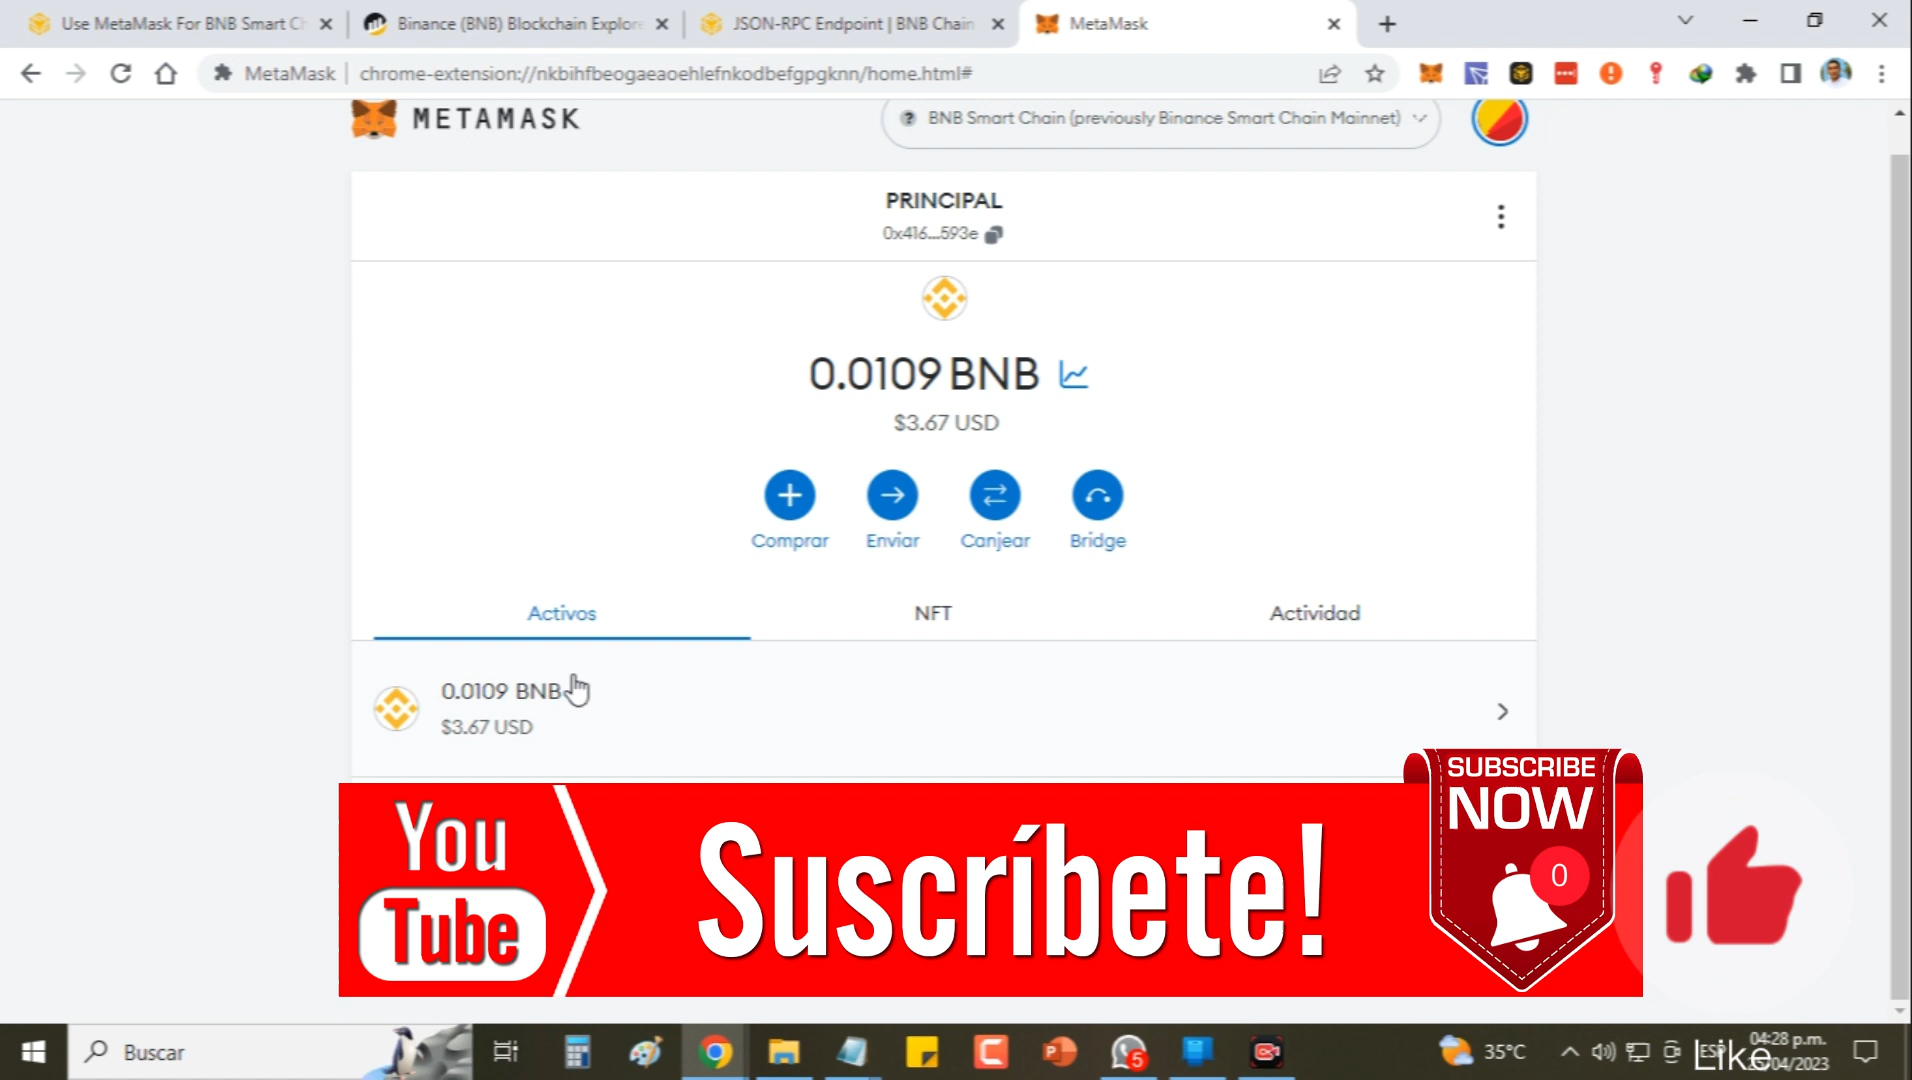 Use MetaMask For BNB Smart Ch
Binance (BNB) Blockchain Explore
JSON-RPC Endpoint | BNB Chain
MetaMask
MetaMask
chrome-extension://nkbihfbeogaeaoehlefnkodbefgpgknn/home.html#
METAMASK
BNB Smart Chain (previously Binance Smart Chain Mainnet)
PRINCIPAL
0x416...593e
0.0109 BNB
$3.67 USD
Comprar
Enviar
Canjear
Bridge
Activos
NFT
Actividad
0.0109 BNB
$3.67 USD
SUBSCRIBE
NOW
0
You
Tube
Suscríbete!
Buscar
5
35°C
04:28 p.m.
Like